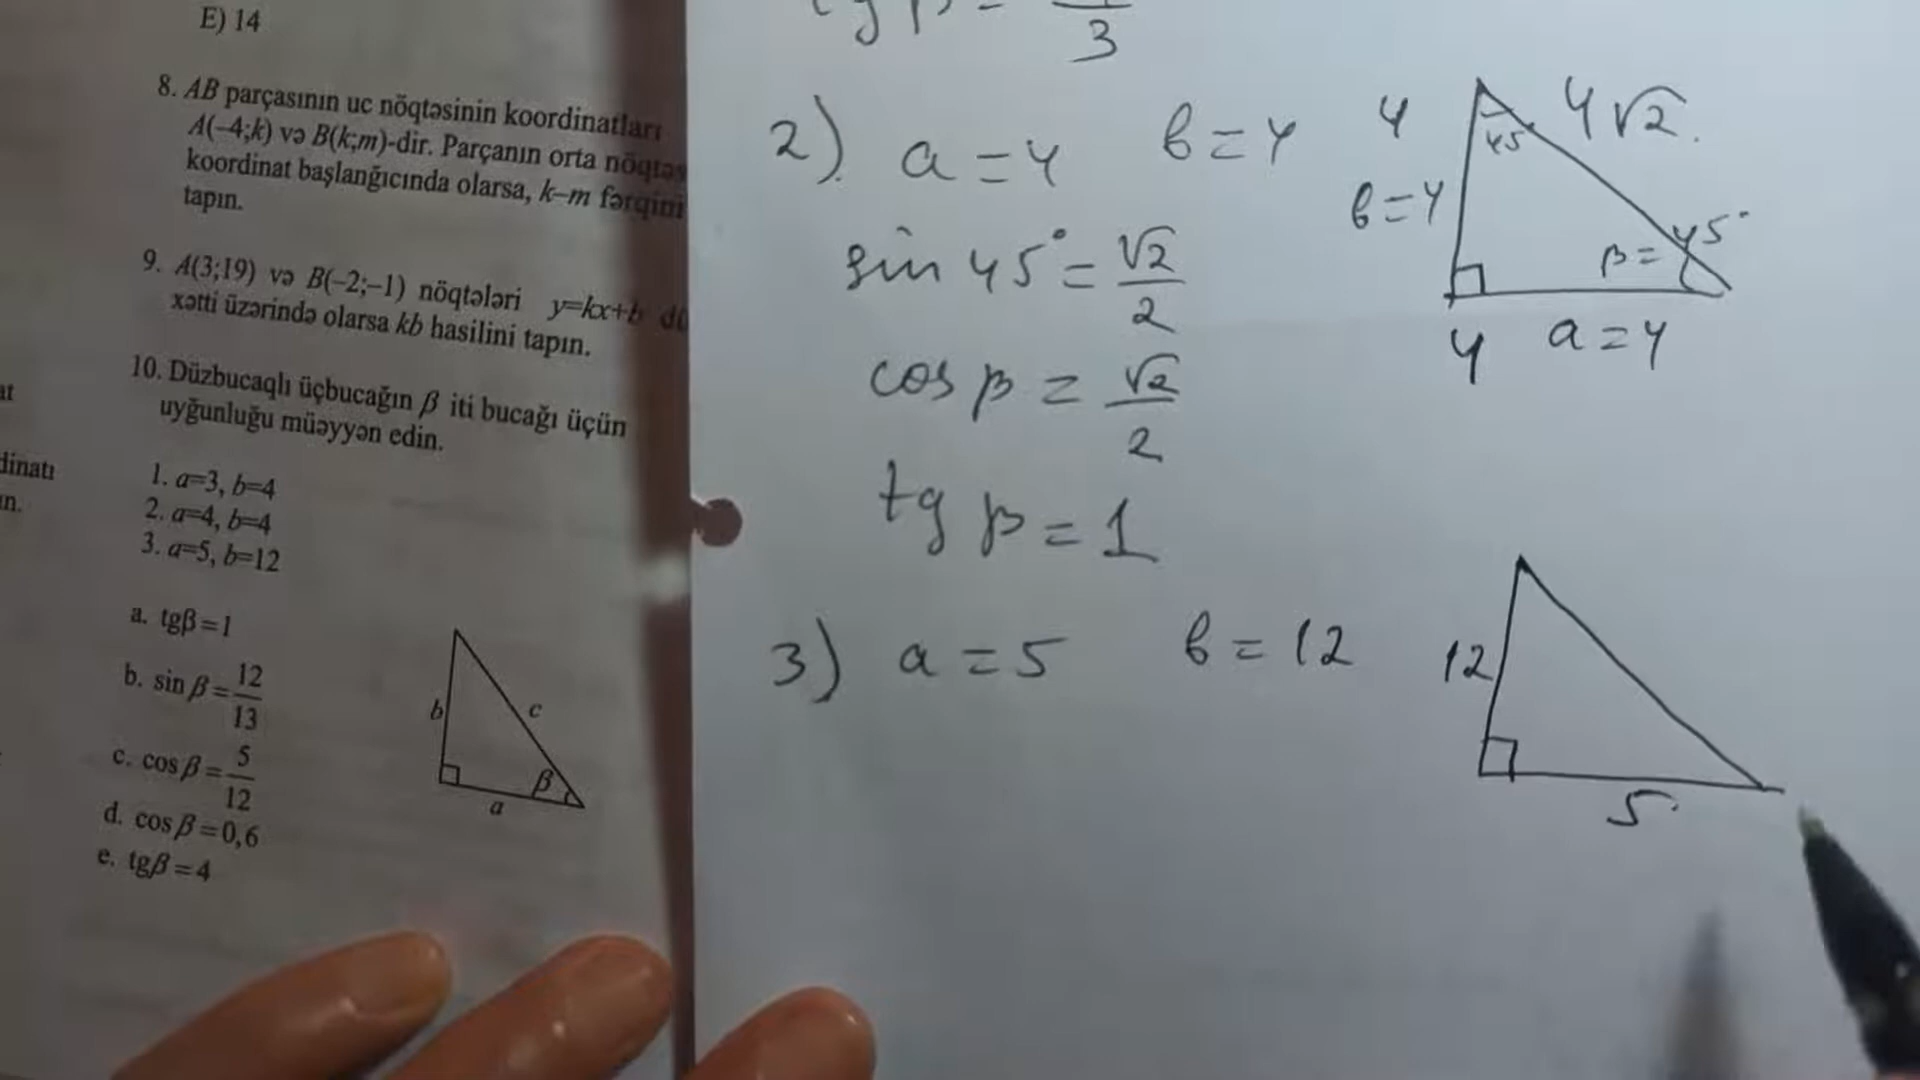 E) 14
8. AB parçasının uc nöqtəsinin koordinatları
A(–4;k) və B(k;m)-dir. Parçanın orta
koordinat başlanğıcında olarsa, k–m fərqini
tapın.
9. A(3;19) və B(–2;–1) nöqtələri y=kx+b
xətti üzərində olarsa kb hasilini tapın.
10. Düzbucaqlı üçbucağın β iti bucağı üçün
uyğunluğu müəyyən edin.
1. a=3, b=4
2. a=4, b=4
3. a=5, b=12
a. tgβ=1
b. sin β = 12/13
c. cos β = 5/12
d. cos β = 0,6
e. tgβ = 4
b
c
β
a
tg β = /3
2). a = 4 b = 4
sin 45° = √2/2
cos β = √2/2
tg β = 1
4
4√2.
45
b = 4
β = 45°
4 a = 4
3) a = 5 b = 12
12
5